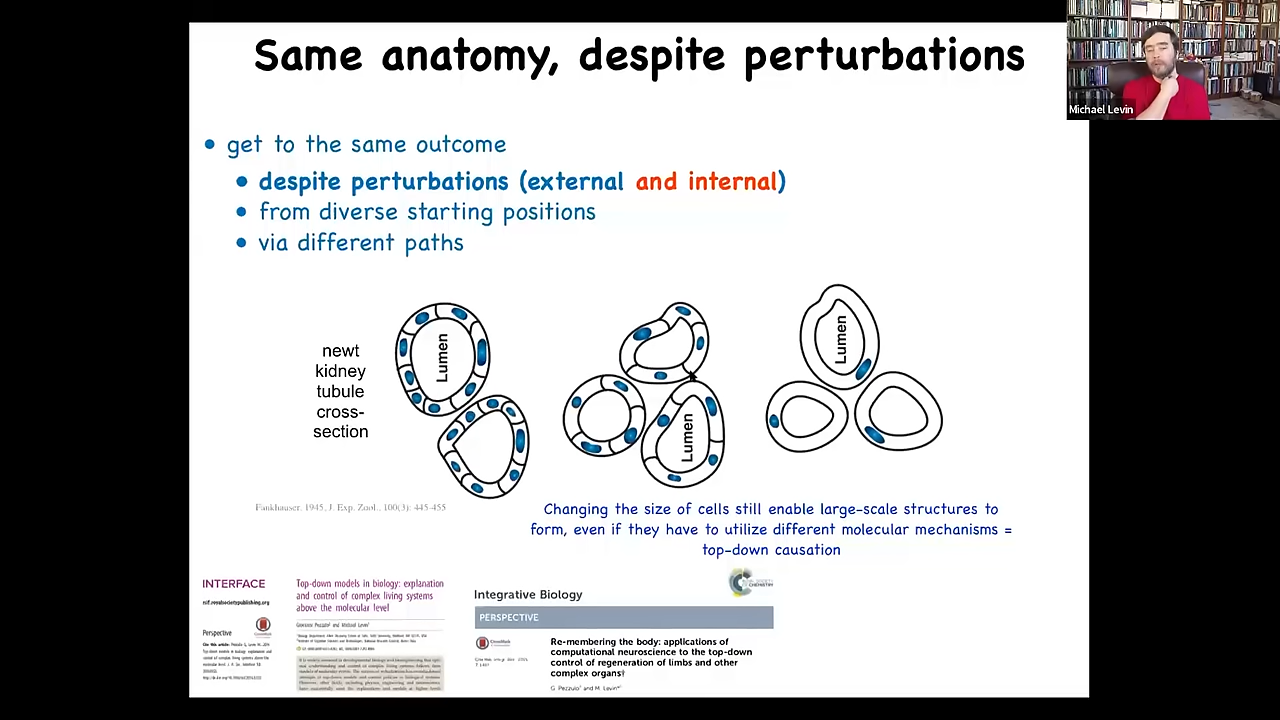 Same anatomy, despite perturbations
Michael Levin
• get to the same outcome
• despite perturbations (external and internal)
• from diverse starting positions
• via different paths
newt
kidney
tubule
cross-
section
Lumen
Lumen
Lumen
Fankhauser, 1945, J. Exp. Zool., 100(3): 445-455
Changing the size of cells still enable large-scale structures to
form, even if they have to utilize different molecular mechanisms =
top-down causation
INTERFACE
rsif.royalsocietypublishing.org
Perspective
Top-down models in biology: explanation
and control of complex living systems
above the molecular level
Giovanni Pezzulo and Michael Levin
Integrative Biology
PERSPECTIVE
Re-membering the body: applications of
computational neuroscience to the top-down
control of regeneration of limbs and other
complex organs†
G. Pezzulo and M. Levin